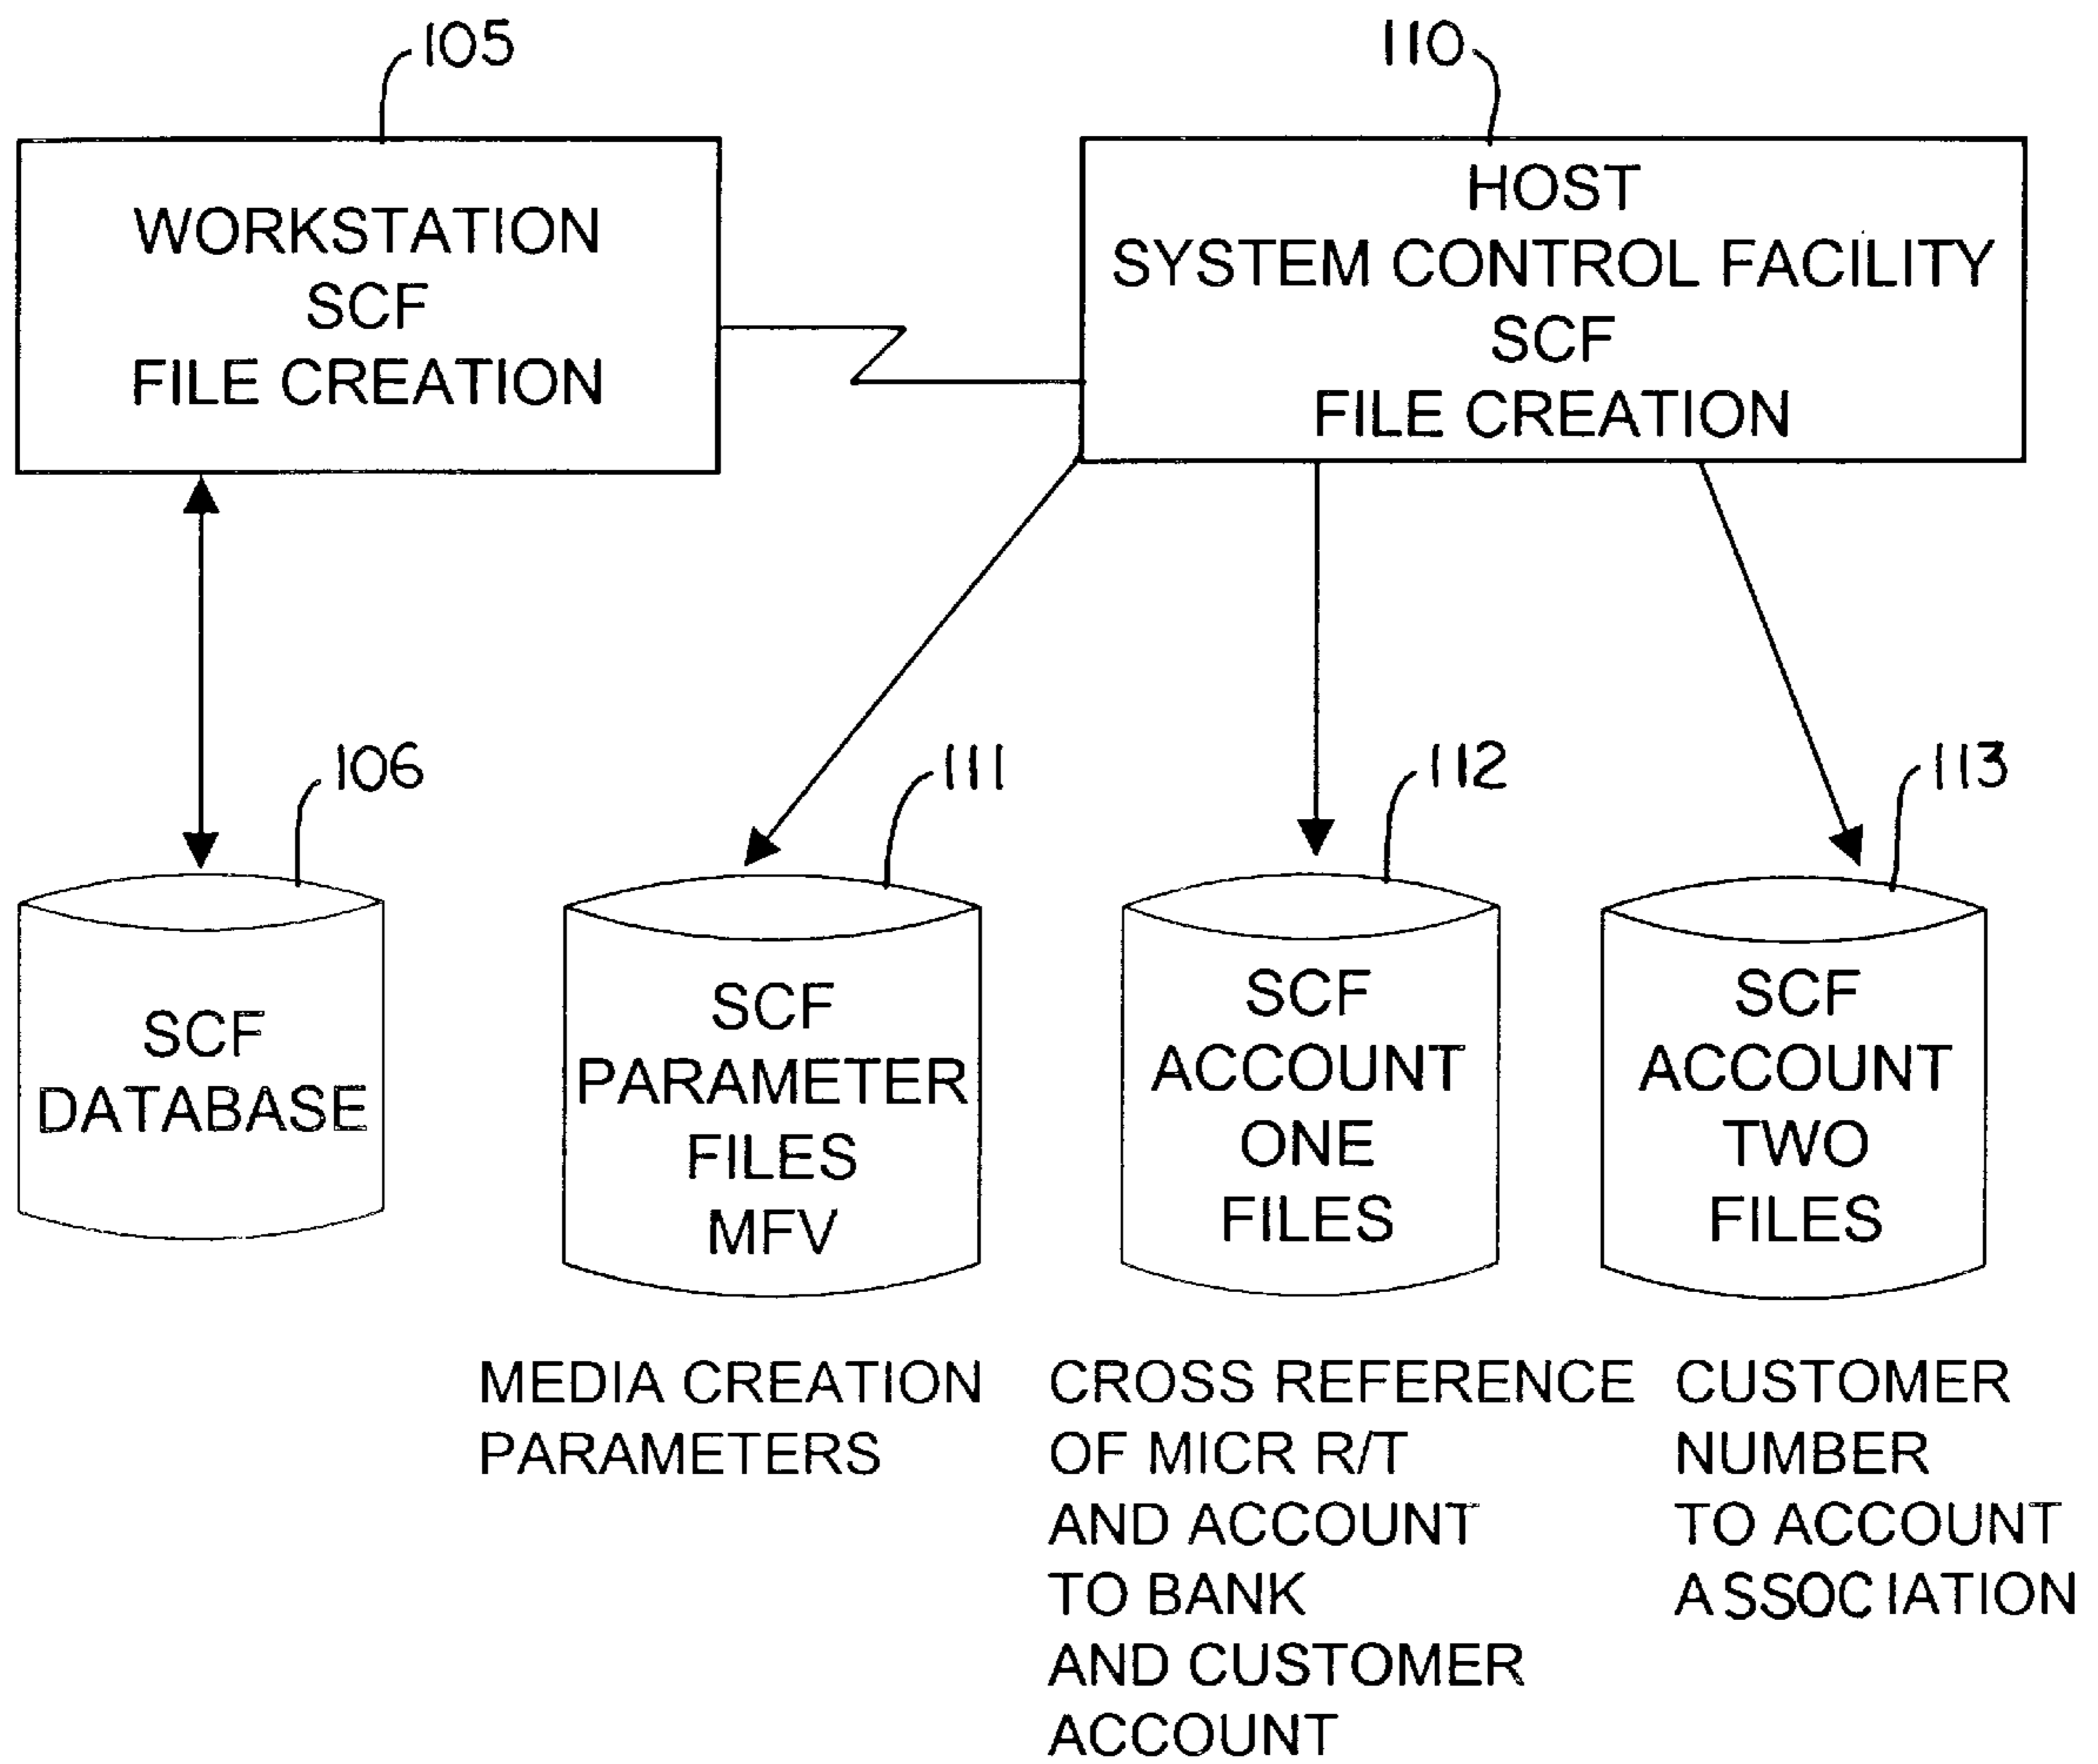 105
110
WORKSTATION
SCF
FILE CREATION
HOST
SYSTEM CONTROL FACILITY
SCF
FILE CREATION
106
111
112
113
SCF
DATABASE
SCF
PARAMETER
FILES
MFV
SCF
ACCOUNT
ONE
FILES
SCF
ACCOUNT
TWO
FILES
MEDIA CREATION
PARAMETERS
CROSS REFERENCE
OF MICR R/T
AND ACCOUNT
TO BANK
AND CUSTOMER
ACCOUNT
CUSTOMER
NUMBER
TO ACCOUNT
ASSOCIATION